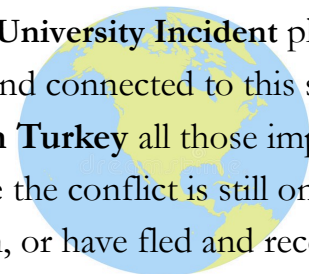 University Incident pl
nd connected to this s
n Turkey all those imp
e the conflict is still on
n, or have fled and rece